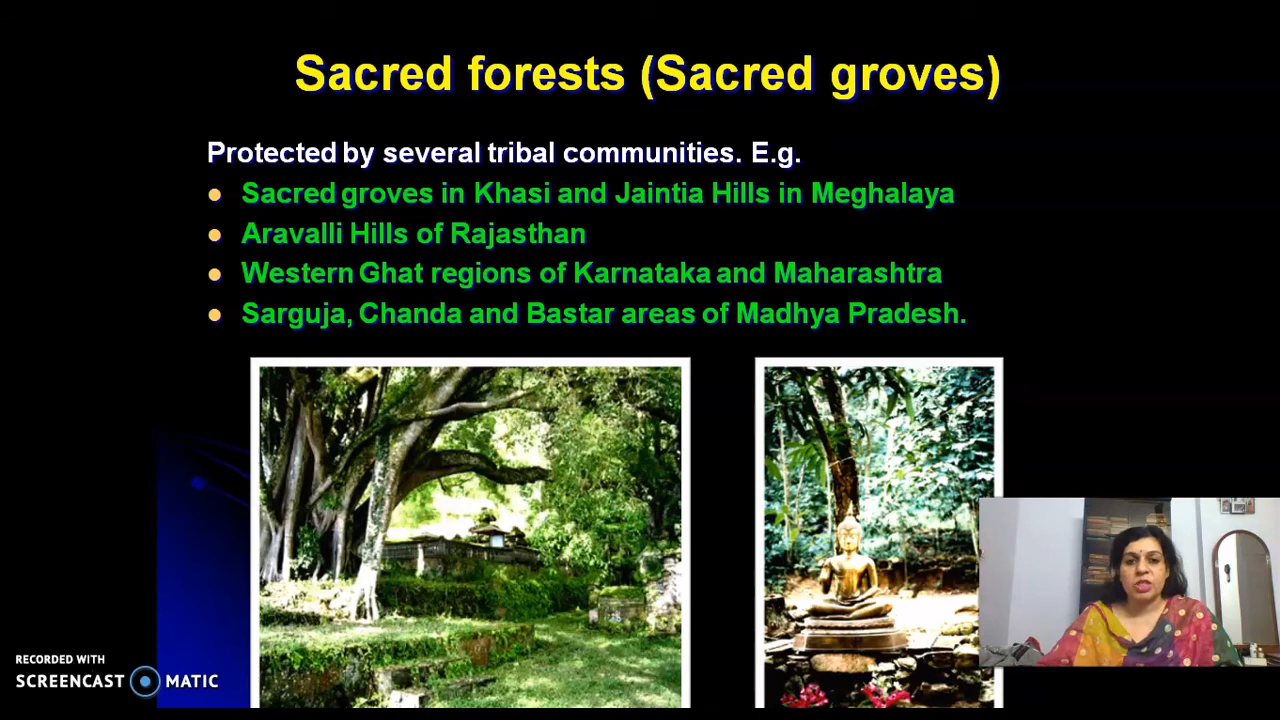 Sacred forests (Sacred groves)
Protected by several tribal communities. E.g.
Sacred groves in Khasi and Jaintia Hills in Meghalaya
Aravalli Hills of Rajasthan
Western Ghat regions of Karnataka and Maharashtra
Sarguja, Chanda and Bastar areas of Madhya Pradesh.
RECORDED WITH
SCREENCAST MATIC